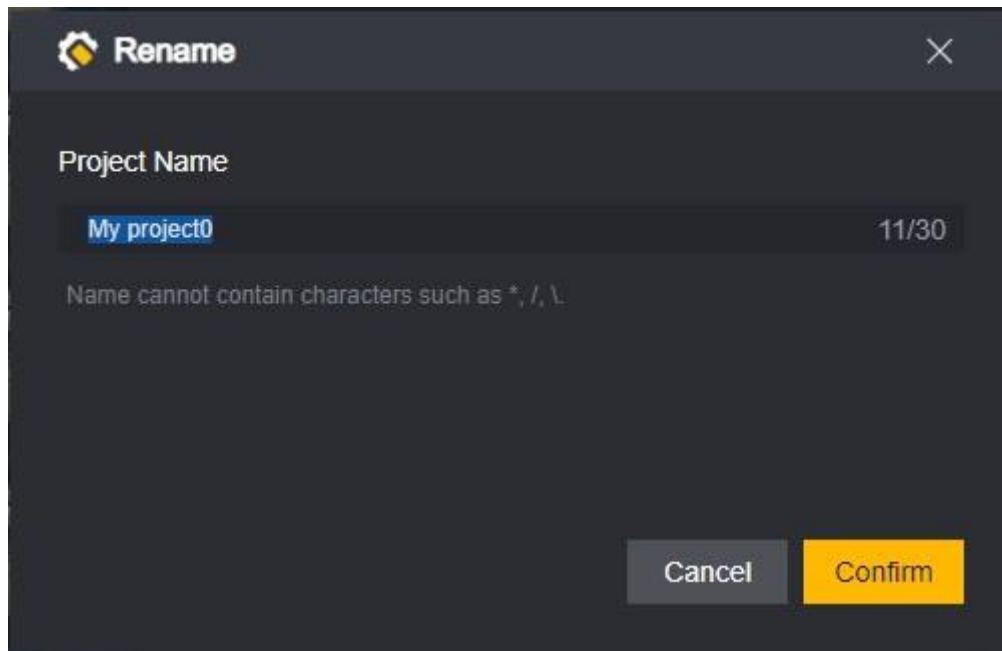 Rename
Project Name
My project0 11/30
Name cannot contain characters such as *, /, \.
Cancel Confirm